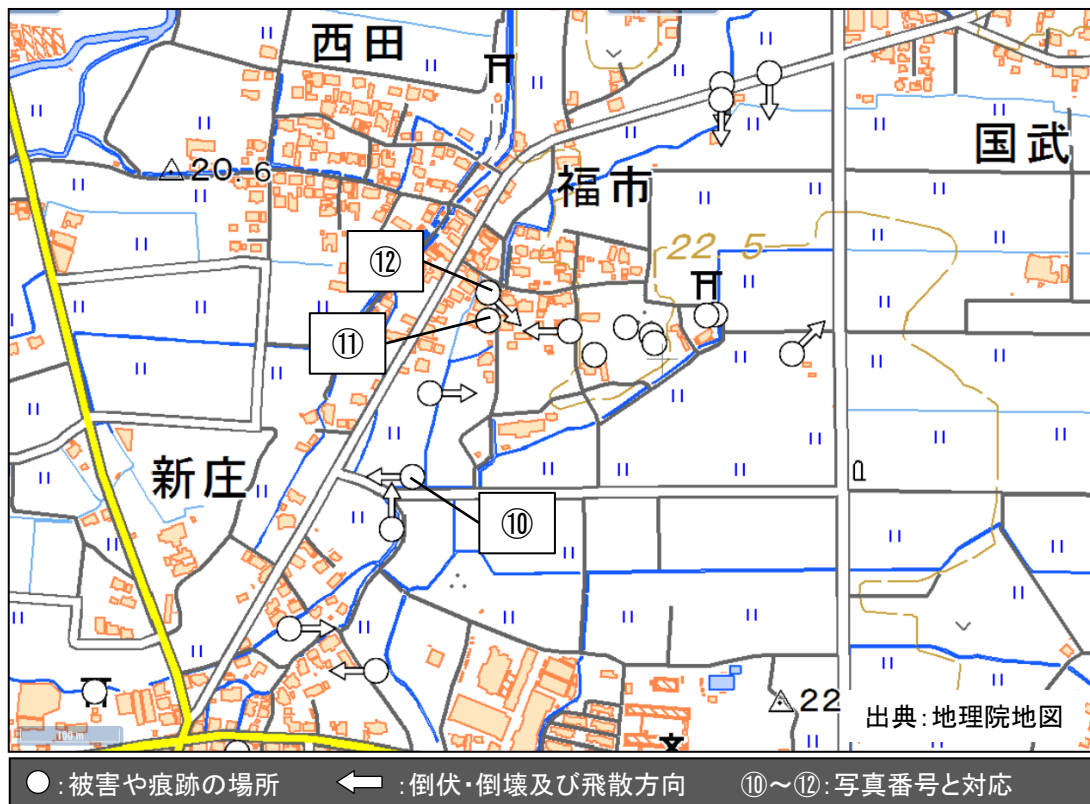 西田
20.6
福市
国武
22 5
⑫
⑪
新庄
⑩
22
出典:地理院地図
100 m
○:被害や痕跡の場所 ⇦:倒伏・倒壊及び飛散方向 ⑩~⑫:写真番号と対応